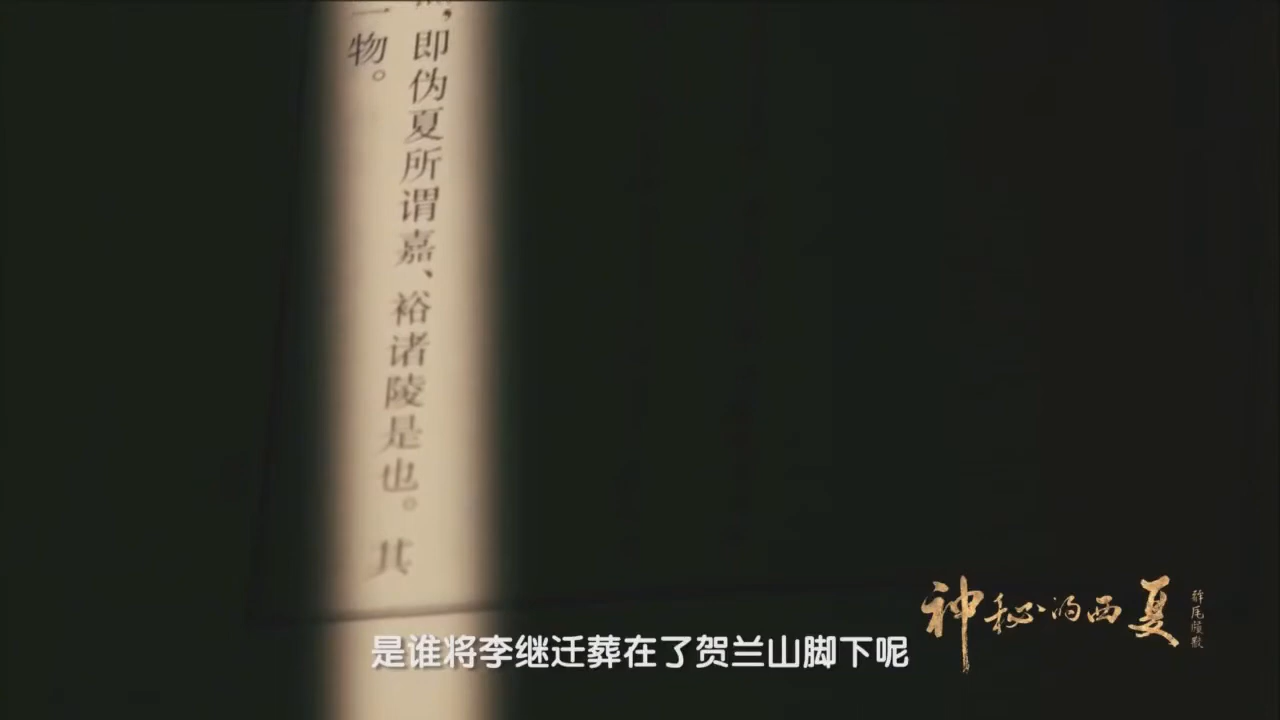 ，即伪夏所谓嘉、裕诸陵是也。其
一物。
神秘的西夏
是谁将李继迁葬在了贺兰山脚下呢